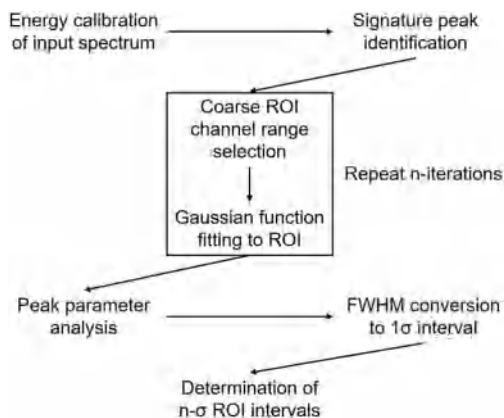 Energy calibration
of input spectrum
Signature peak
identification
Coarse ROI
channel range
selection
Repeat n-iterations
Gaussian function
fitting to ROI
Peak parameter
analysis
FWHM conversion
to 1σ interval
Determination of
n-σ ROI intervals